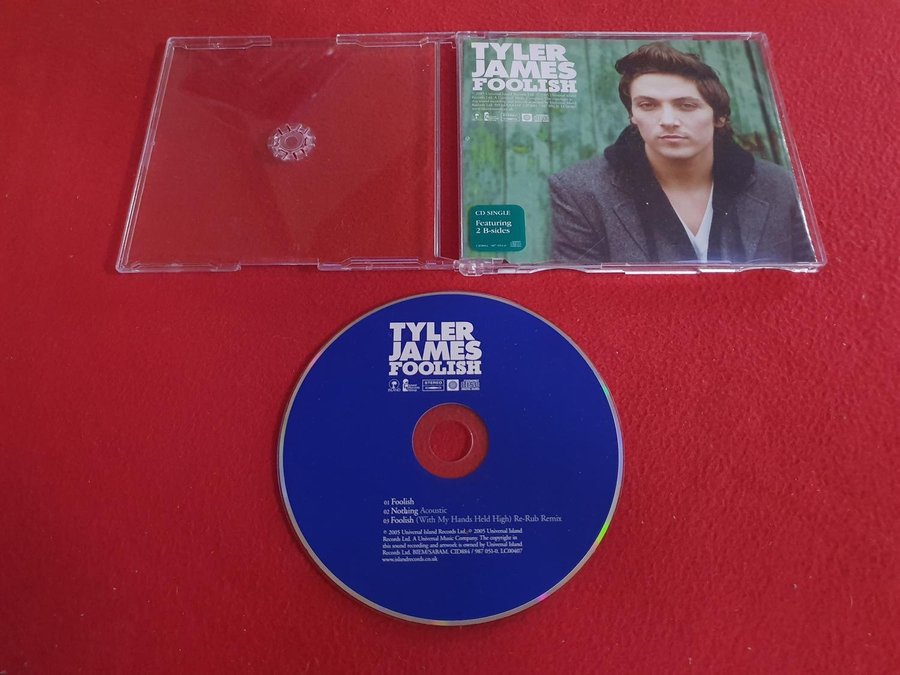 TYLER
JAMES
FOOLISH
CD SINGLE
Featuring
2 B-sides
TYLER
JAMES
FOOLISH
STEREO
01 Foolish
02 Nothing Acoustic
03 Foolish (With My Hands Held High) Re-Rub Remix
℗ 2005 Universal Island Records Ltd. © 2005 Universal Island
Records Ltd. A Universal Music Company. The copyright in
this sound recording and artwork is owned by Universal Island
Records Ltd. BIEM/SABAM. CID884 / 987 051-0. LC00407
www.islandrecords.co.uk